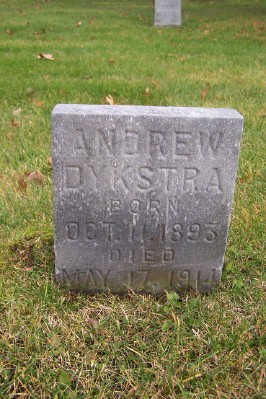 ANDREW
DYKSTRA
BORN
OCT. 11. 1893
DIED
MAY 17. 1914